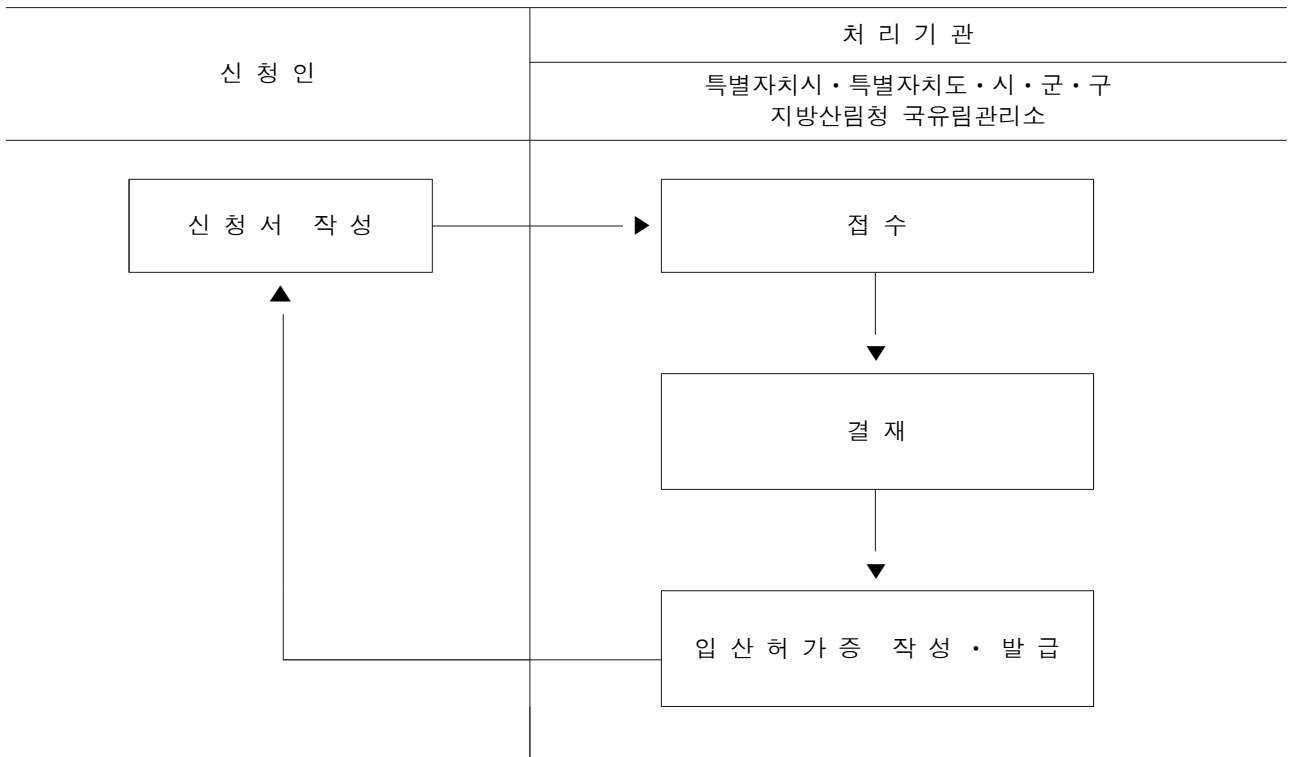 신 청 인
처 리 기 관
특별자치시・특별자치도・시・군・구
지방산림청 국유림관리소
신 청 서 작 성
접 수
결 재
입 산 허 가 증 작 성 ・ 발 급